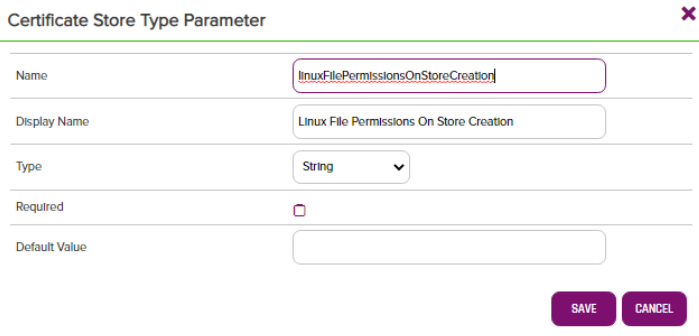 Certificate Store Type Parameter
Name linuxFilePermissionsOnStoreCreation
Display Name Linux File Permissions On Store Creation
Type String
Required
Default Value
SAVE CANCEL